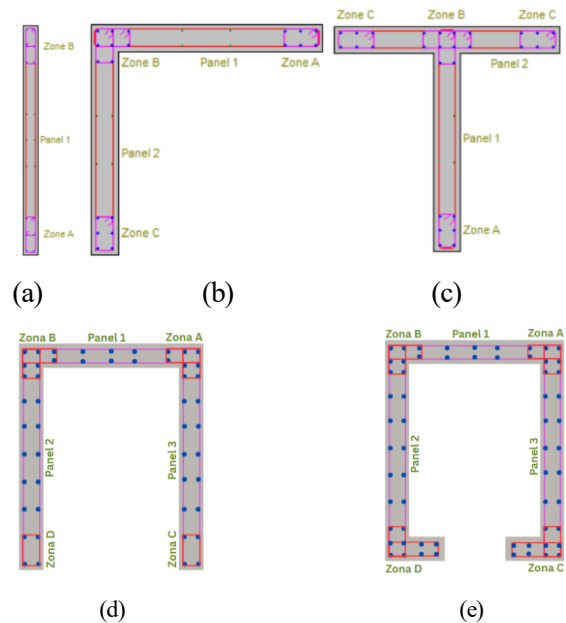 Zone B
Panel 1
Zone A
(a)
Zone B
Panel 1
Zone A
Panel 2
Zone C
(b)
Zone C
Zone B
Zone C
Panel 2
Panel 1
Zone A
(c)
Zona B
Panel 1
Zona A
Panel 2
Panel 3
Zona D
Zona C
(d)
Zona B
Panel 1
Zona A
Panel 2
Panel 3
Zona D
Zona C
(e)